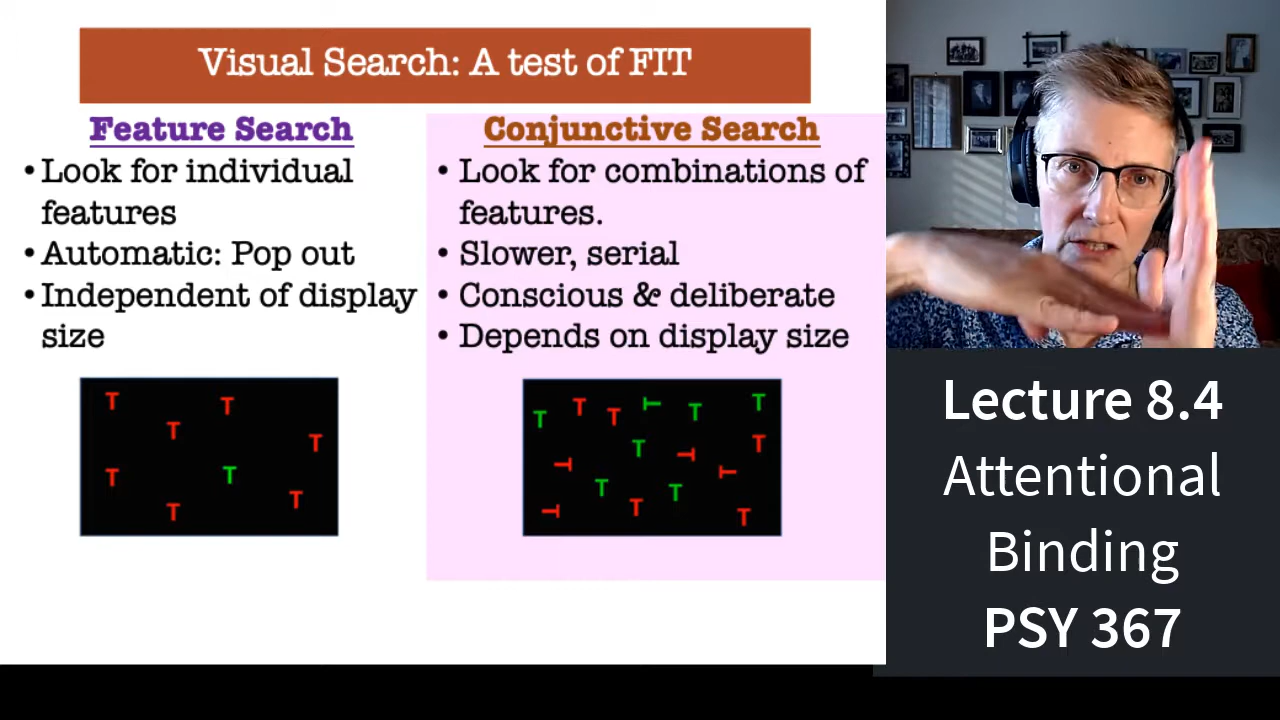 Visual Search: A test of FIT
Feature Search
• Look for individual
features
• Automatic: Pop out
• Independent of display
size
T T
T
T
T T
T
T
Conjunctive Search
• Look for combinations of
features.
• Slower, serial
• Conscious & deliberate
• Depends on display size
T T T T T T
T T
T T T
T T
T T T
Lecture 8.4
Attentional
Binding
PSY 367